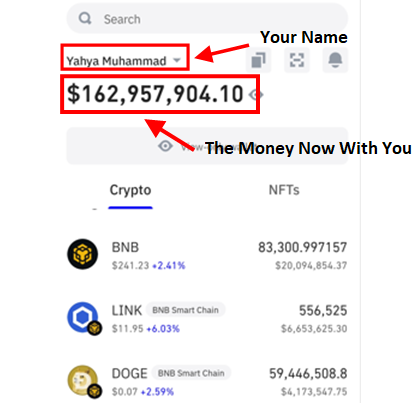 Search
Your Name
Yahya Muhammad
$162,957,904.10
The Money Now With You
Crypto NFTs
BNB 83,300.997157
$241.23 +2.41% $20,094,854.37
LINK BNB Smart Chain 556,525
$11.95 +6.03% $6,653,625.30
DOGE BNB Smart Chain 59,446,508.8
$0.07 +2.59% $4,173,547.75